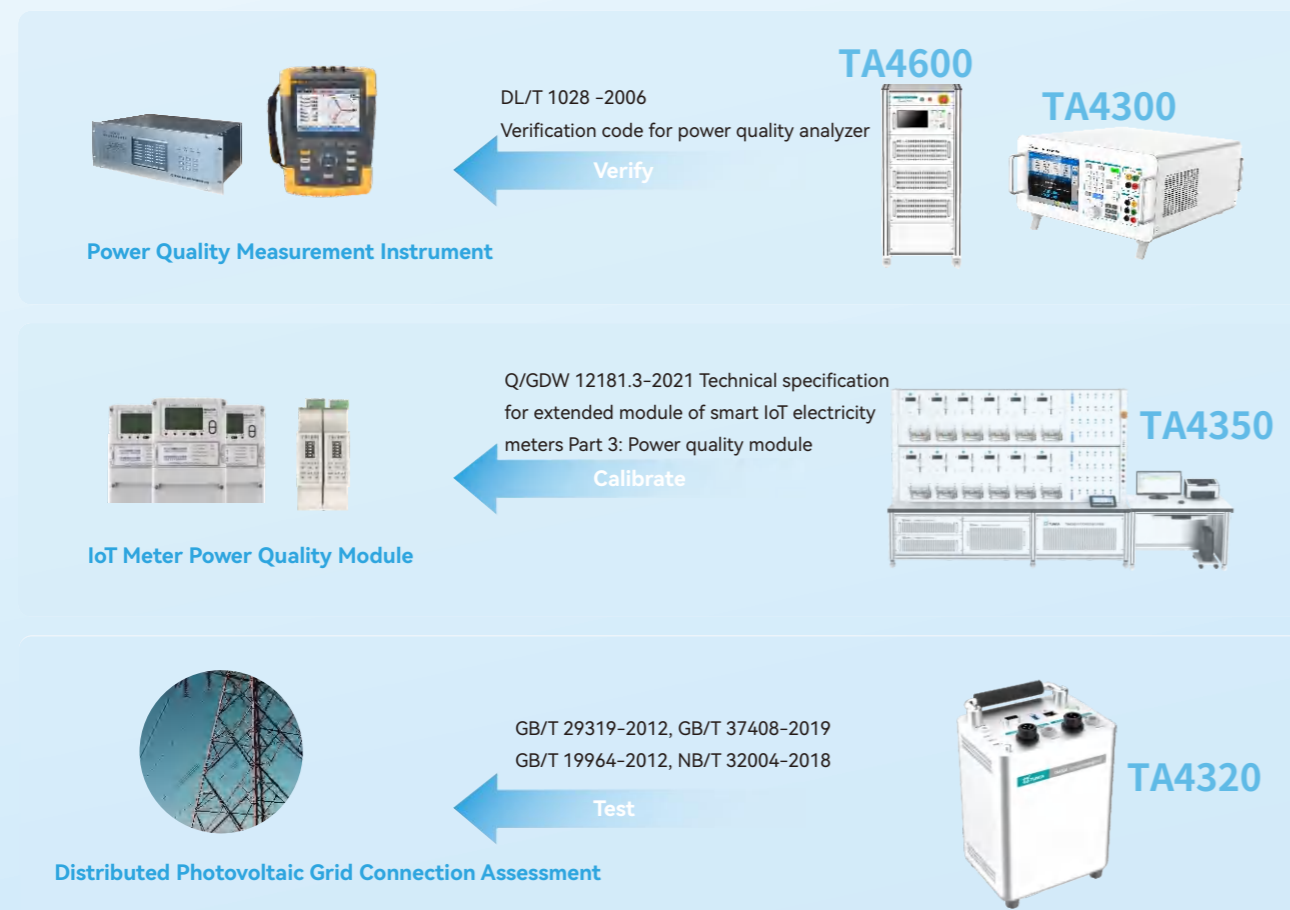 TA4600
TA4300
DL/T 1028 -2006
Verification code for power quality analyzer
Verify
Power Quality Measurement Instrument
Q/GDW 12181.3-2021 Technical specification
for extended module of smart IoT electricity
meters Part 3: Power quality module
TA4350
Calibrate
IoT Meter Power Quality Module
GB/T 29319-2012, GB/T 37408-2019
GB/T 19964-2012, NB/T 32004-2018
TA4320
Test
Distributed Photovoltaic Grid Connection Assessment